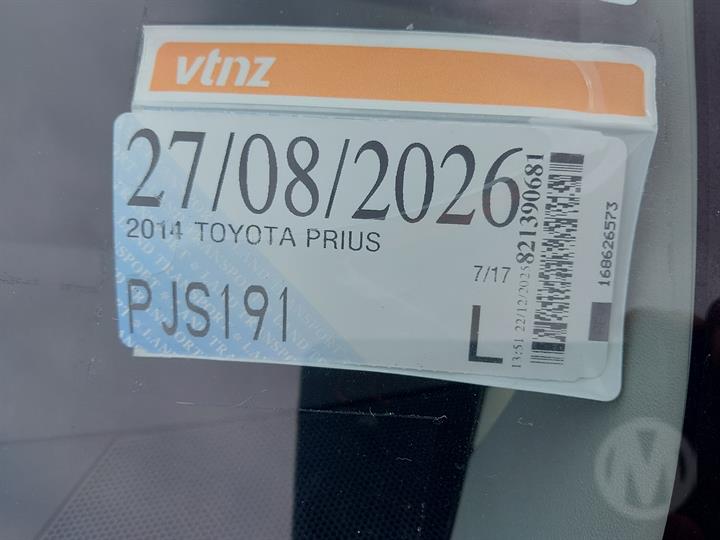 vtnz
27/08/2026
2014 TOYOTA PRIUS
7/17
PJS191
L
13:51 22/12/2025
821390681
168626573
M